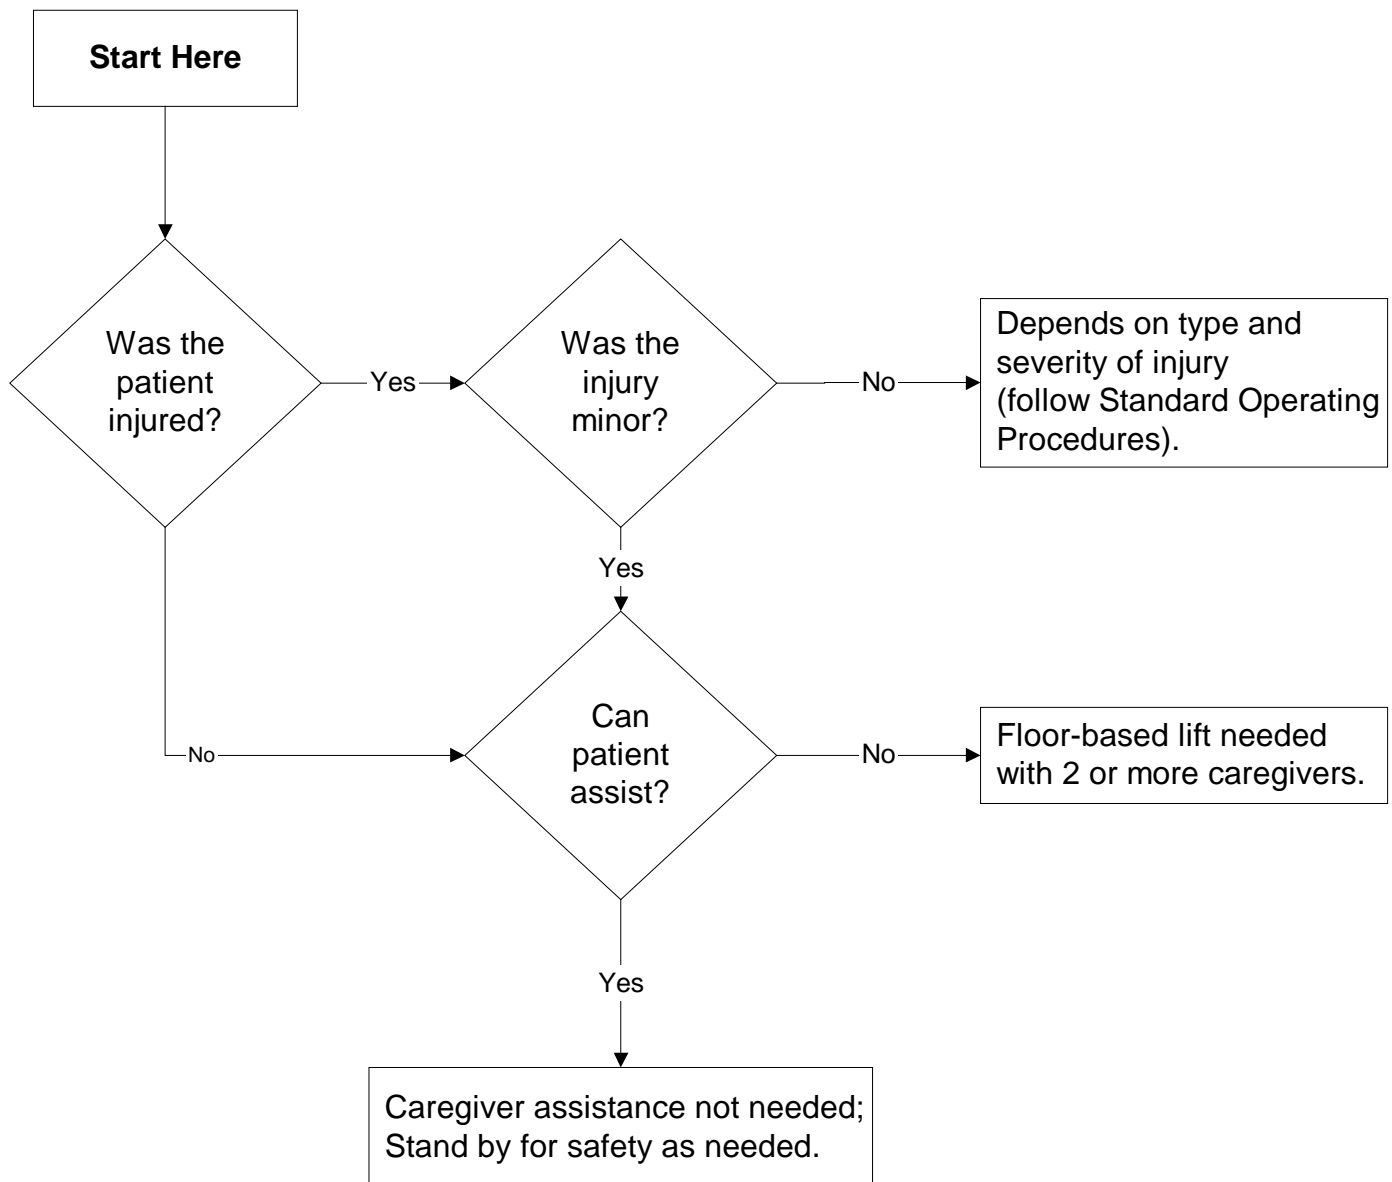 Start Here
Was the
patient
injured?
Yes
Was the
injury
minor?
No
Depends on type and
severity of injury
(follow Standard Operating
Procedures).
Yes
No
Can
patient
assist?
No
Floor-based lift needed
with 2 or more caregivers.
Yes
Caregiver assistance not needed;
Stand by for safety as needed.